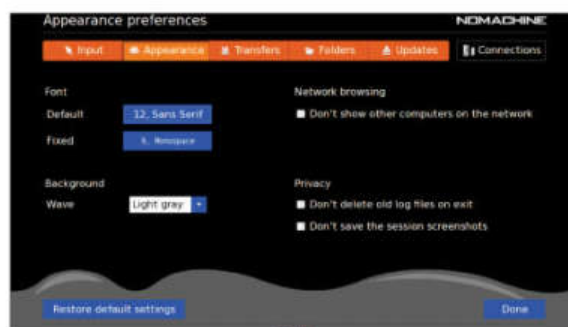 Appearance preferences
NOMACHINE
Input
Appearance
Transfers
Folders
Updates
Connections
Font
Default
12, Sans Serif
Fixed
Monospace
Background
Wave
Light gray
Network browsing
Don't show other computers on the network
Privacy
Don't delete old log files on exit
Don't save the session screenshots
Restore default settings
Done